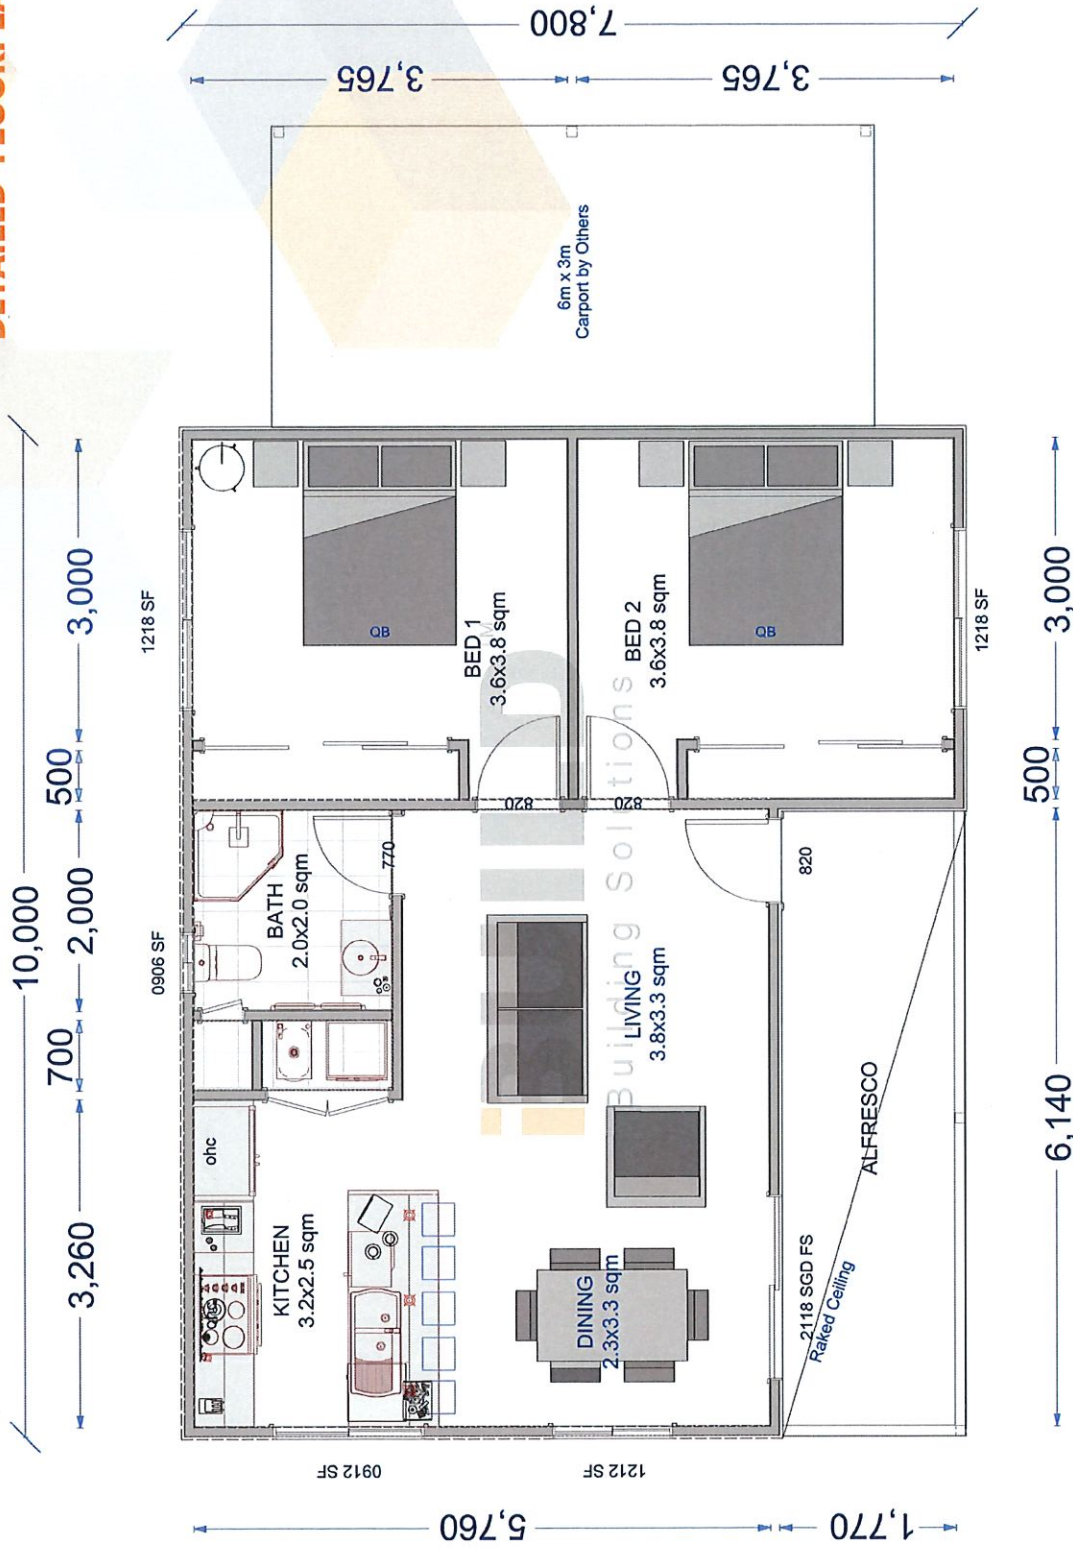 10,000
3,260
700
2,000
500
3,000
7,800
3,765
3,765
0906 SF
1218 SF
ohc
KITCHEN
3.2x2.5 sqm
BATH
2.0x2.0 sqm
770
BED 1
3.6x3.8 sqm
QB
820
820
BED 2
3.6x3.8 sqm
QB
6m x 3m
Carport by Others
LIVING
3.8x3.3 sqm
DINING
2.3x3.3 sqm
Building Solutions
820
2118 SGD FS
Raked Ceiling
ALFRESCO
1218 SF
0912 SF
1212 SF
5,760
1,770
6,140
500
3,000